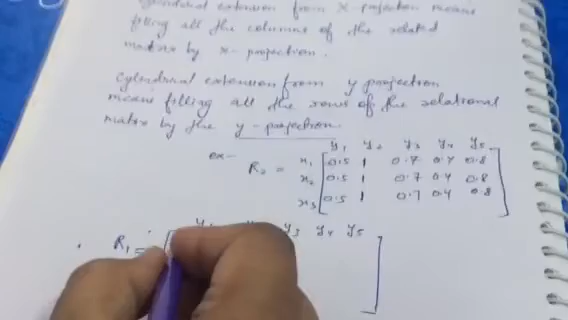 Cylindrical extension from X-projection means
filling all the columns of the related
matrix by x-projection.
Cylindrical extension from y projection
means filling all the rows of the relational
matrix by the y-projection.
y₁ y₂ y₃ y₄ y₅
ex- R₂ = x₁ 0.5 1 0.7 0.4 0.8
x₂ 0.5 1 0.7 0.4 0.8
x₃ 0.5 1 0.7 0.4 0.8
y₁ y₃ y₄ y₅
R₁ =